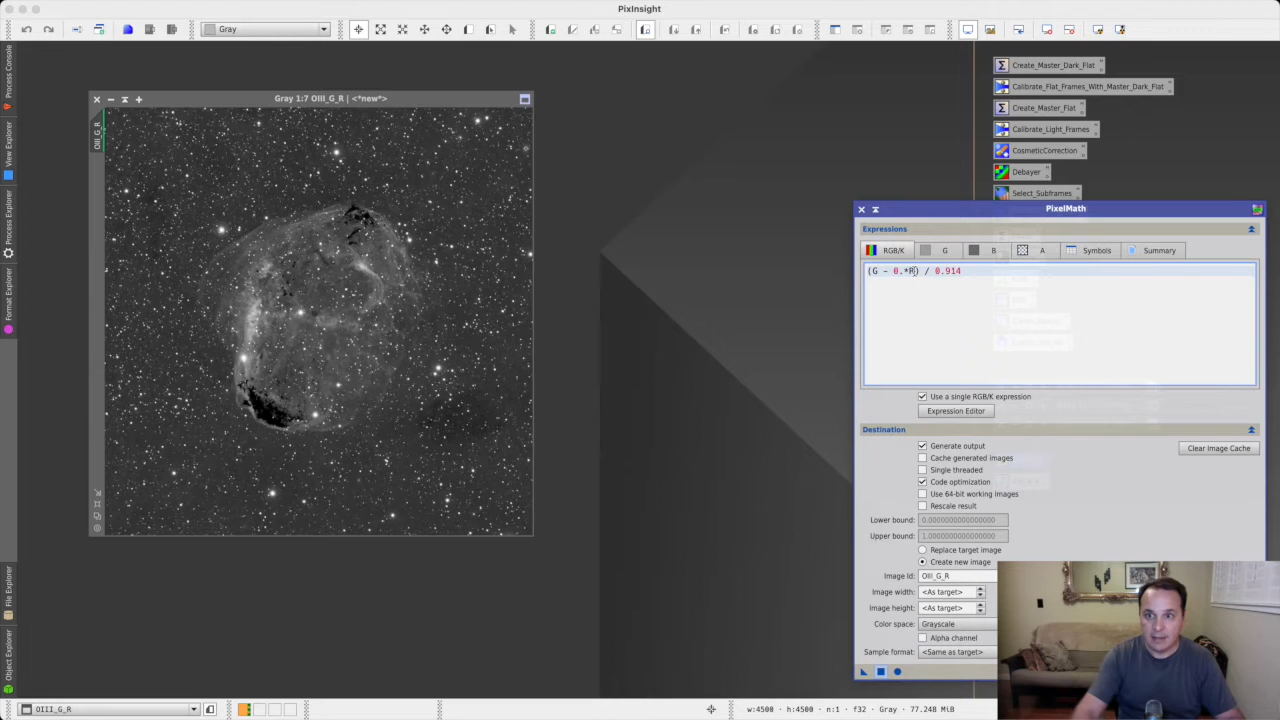 PixInsight
Gray
Process Console
View Explorer
Process Explorer
Format Explorer
File Explorer
Object Explorer
Gray 1:7 OIII_G_R | <*new*>
OIII_G_R
Create_Master_Dark_Flat
Calibrate_Flat_Frames_With_Master_Dark_Flat
Create_Master_Flat
Calibrate_Light_Frames
CosmeticCorrection
Debayer
Select_Subframes
PixelMath
Expressions
RGB/K
G
B
A
Symbols
Summary
(G - 0.*R) / 0.914
Use a single RGB/K expression
Expression Editor
Destination
Generate output
Clear Image Cache
Cache generated images
Single threaded
Code optimization
Use 64-bit working images
Rescale result
Lower bound: 0.000000000000000
Upper bound: 1.000000000000000
Replace target image
Create new image
Image Id: OIII_G_R
Image width: <As target>
Image height: <As target>
Color space: Grayscale
Alpha channel
Sample format: <Same as target>
OIII_G_R
w:4500 · h:4500 · n:1 · f32 · Gray · 77.248 MiB